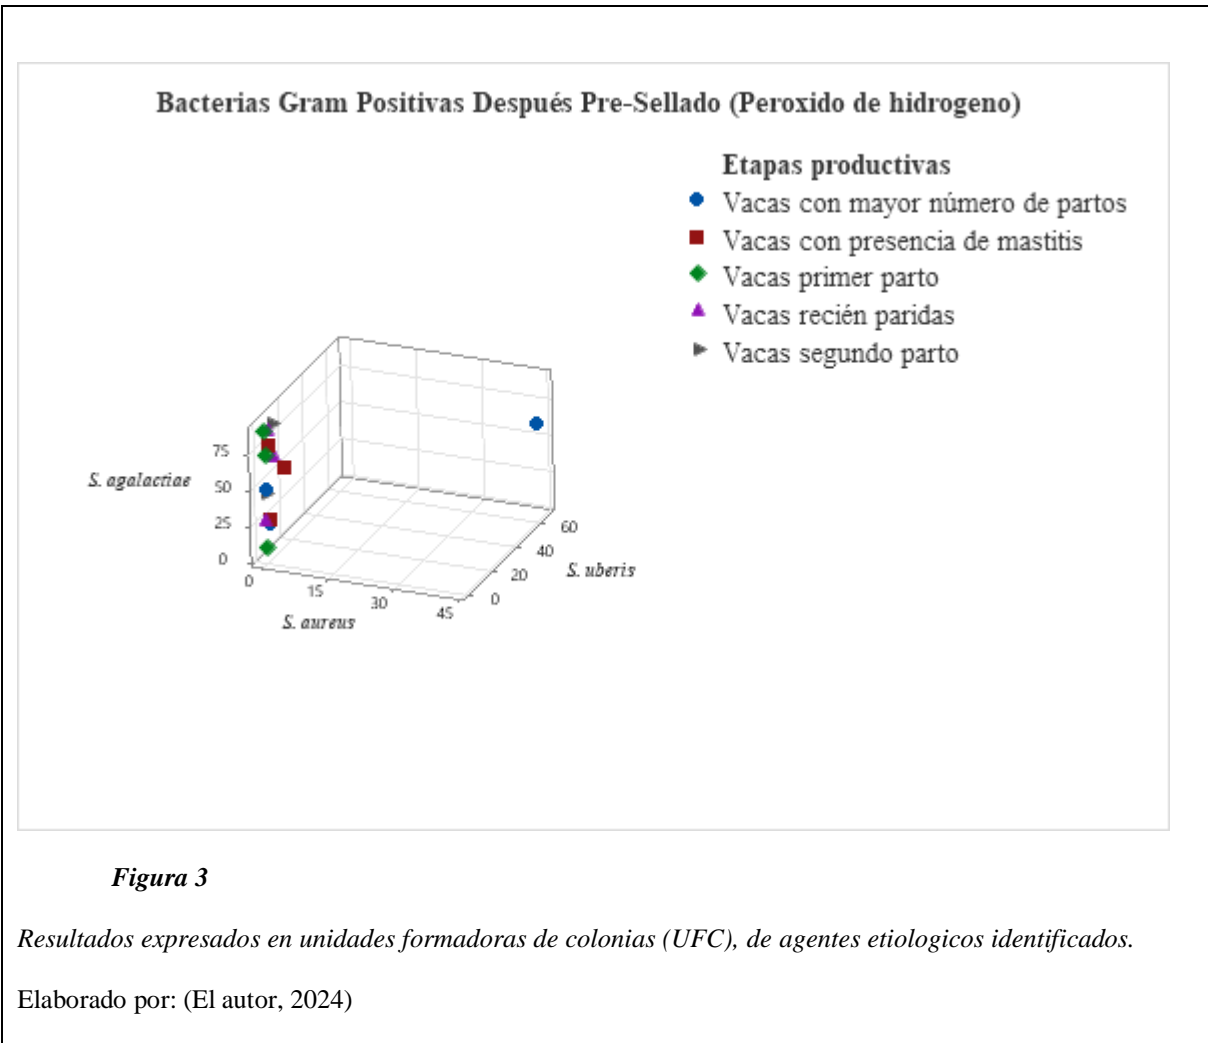 Bacterias Gram Positivas Después Pre-Sellado (Peroxido de hidrogeno)
Etapas productivas
Vacas con mayor número de partos
Vacas con presencia de mastitis
Vacas primer parto
Vacas recién paridas
Vacas segundo parto
75
50
25
0
S. agalactiae
0
15
30
45
S. aureus
0
20
40
60
S. uberis
Figura 3
Resultados expresados en unidades formadoras de colonias (UFC), de agentes etiologicos identificados.
Elaborado por: (El autor, 2024)